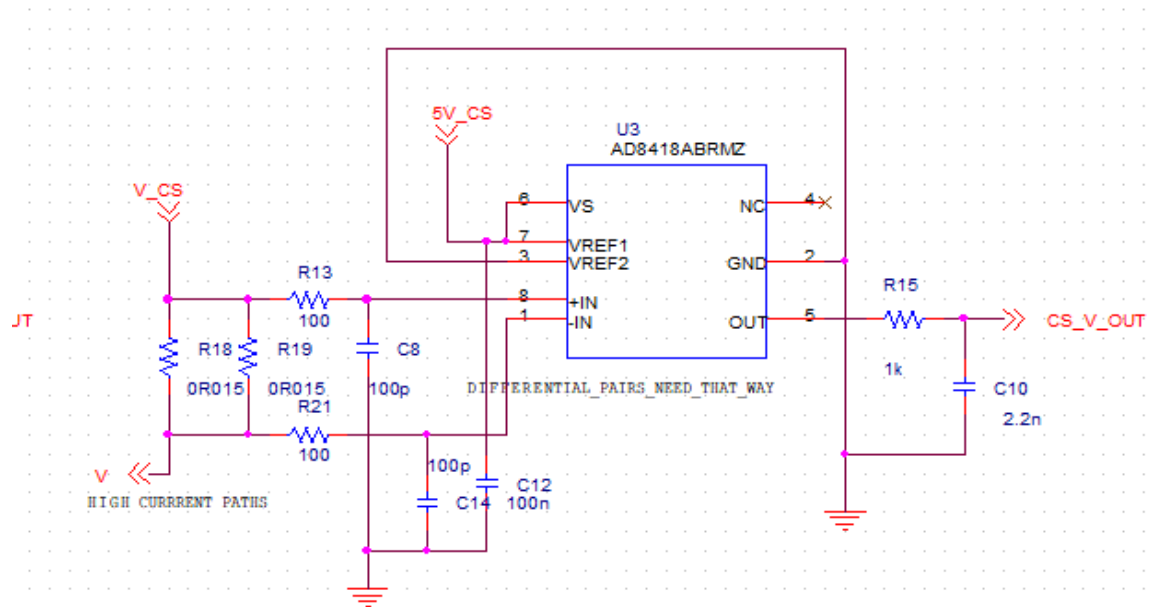 5V_CS
U3
AD8418ABRMZ
V_CS
6
VS
NC
4
7
VREF1
3
VREF2
GND
2
R13
R15
8
+IN
100
1
-IN
OUT
5
CS_V_OUT
JT
R18
R19
C8
0R015
0R015
100p
DIFFERENTIAL_PAIRS_NEED_THAT_WAY
1k
C10
R21
2.2n
100
100p
V
C12
HIGH CURRRENT PATHS
C14
100n